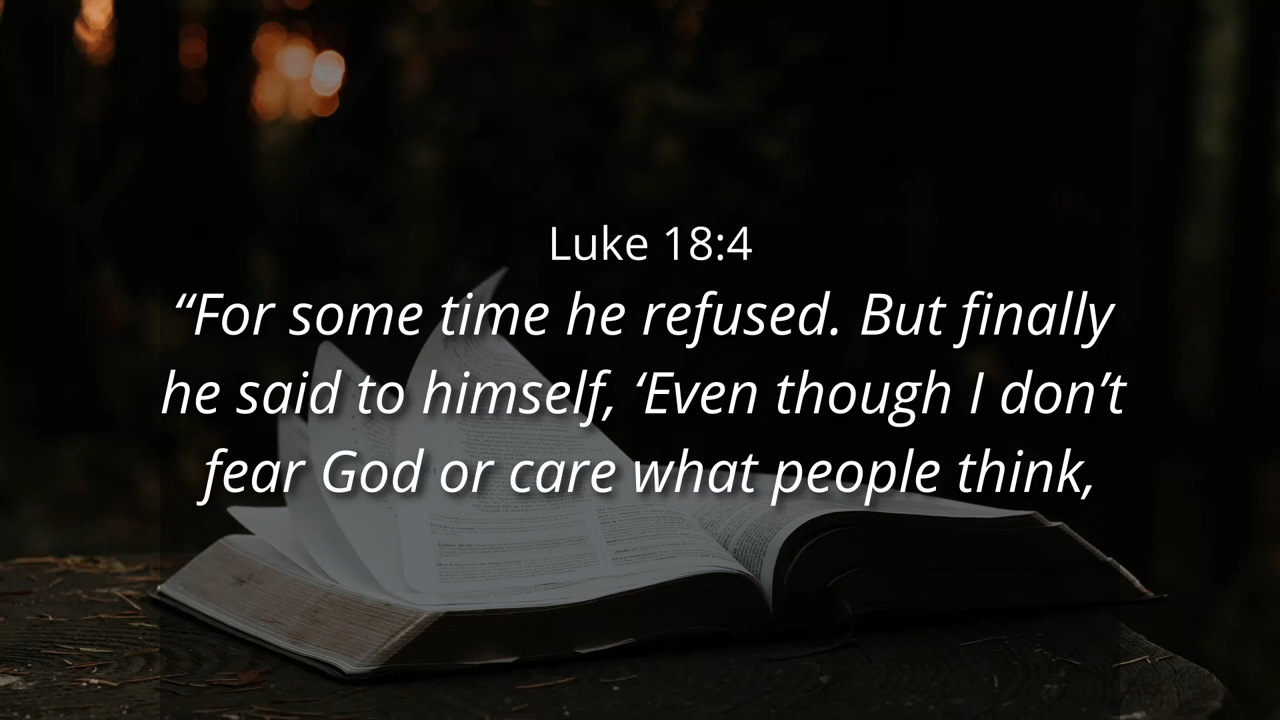 Luke 18:4
“For some time he refused. But finally
he said to himself, ‘Even though I don’t
fear God or care what people think,